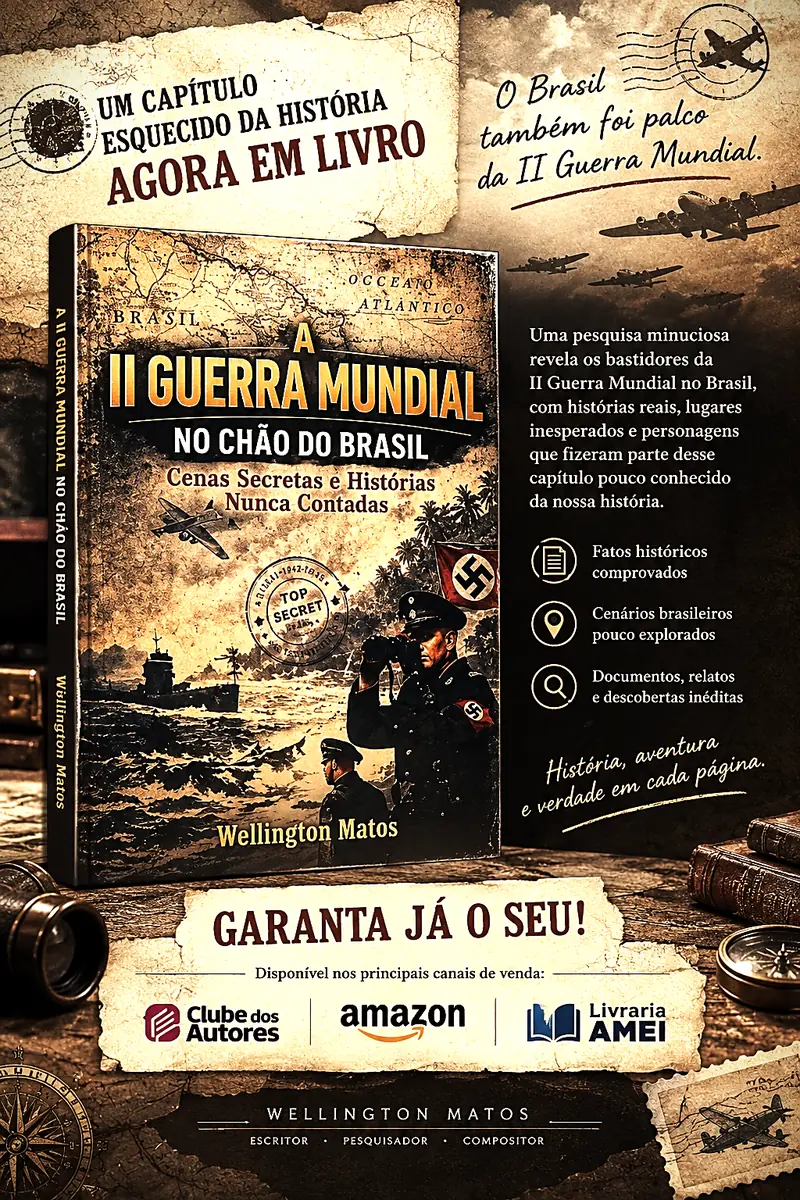 UM CAPÍTULO
ESQUECIDO DA HISTÓRIA
AGORA EM LIVRO
O Brasil
também foi palco
da II Guerra Mundial.
BRASIL
OCCEATO
ATLANTICO
A
II GUERRA MUNDIAL
NO CHÃO DO BRASIL
Cenas Secretas e Histórias
Nunca Contadas
TOP
SECRET
Wellington Matos
A II GUERRA MUNDIAL NO CHÃO DO BRASIL
Wellington Matos
Uma pesquisa minuciosa
revela os bastidores da
II Guerra Mundial no Brasil,
com histórias reais, lugares
inesperados e personagens
que fizeram parte desse
capítulo pouco conhecido
da nossa história.
Fatos históricos
comprovados
Cenários brasileiros
pouco explorados
Documentos, relatos
e descobertas inéditas
História, aventura
e verdade em cada página.
GARANTA JÁ O SEU!
Disponível nos principais canais de venda:
Clube dos
Autores
amazon
Livraria
AMEI
WELLINGTON MATOS
ESCRITOR • PESQUISADOR • COMPOSITOR